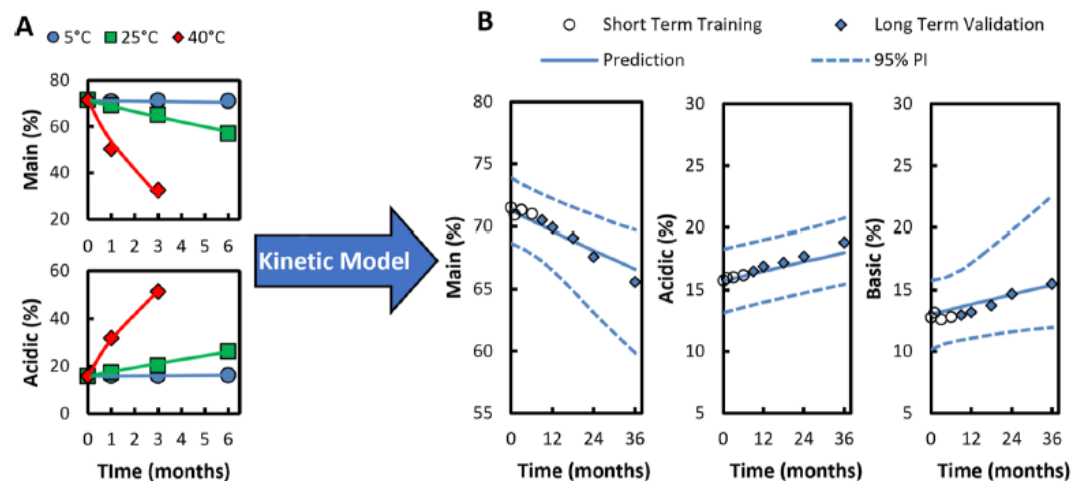 A
5°C 25°C 40°C
Main (%)
80
60
40
20
0 1 2 3 4 5 6
Acidic (%)
60
40
20
0
0 1 2 3 4 5 6
TIme (months)
Kinetic Model
B
Short Term Training Long Term Validation
Prediction 95% PI
Main (%)
80
75
70
65
60
55
0 12 24 36
Time (months)
Acidic (%)
30
25
20
15
10
5
0 12 24 36
Time (months)
Basic (%)
30
25
20
15
10
5
0 12 24 36
Time (months)